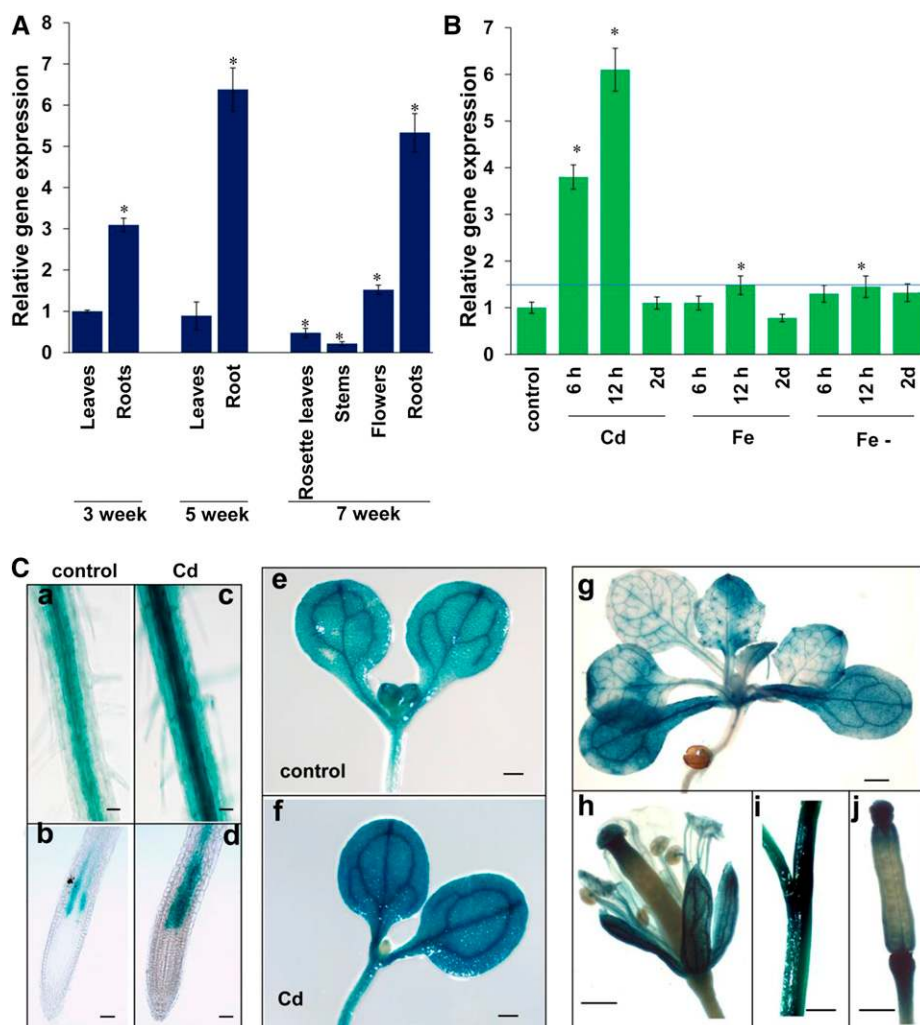 A
Relative gene expression
8
7
6
5
4
3
2
1
0
*
*
*
*
*
*
Leaves
Roots
Leaves
Root
Rosette leaves
Stems
Flowers
Roots
3 week
5 week
7 week
B
Relative gene expression
7
6
5
4
3
2
1
0
*
*
*
*
control
6 h
12 h
2d
6 h
12 h
2d
6 h
12 h
2d
Cd
Fe
Fe -
C
control
Cd
a
c
b
d
e
control
f
Cd
g
h
i
j